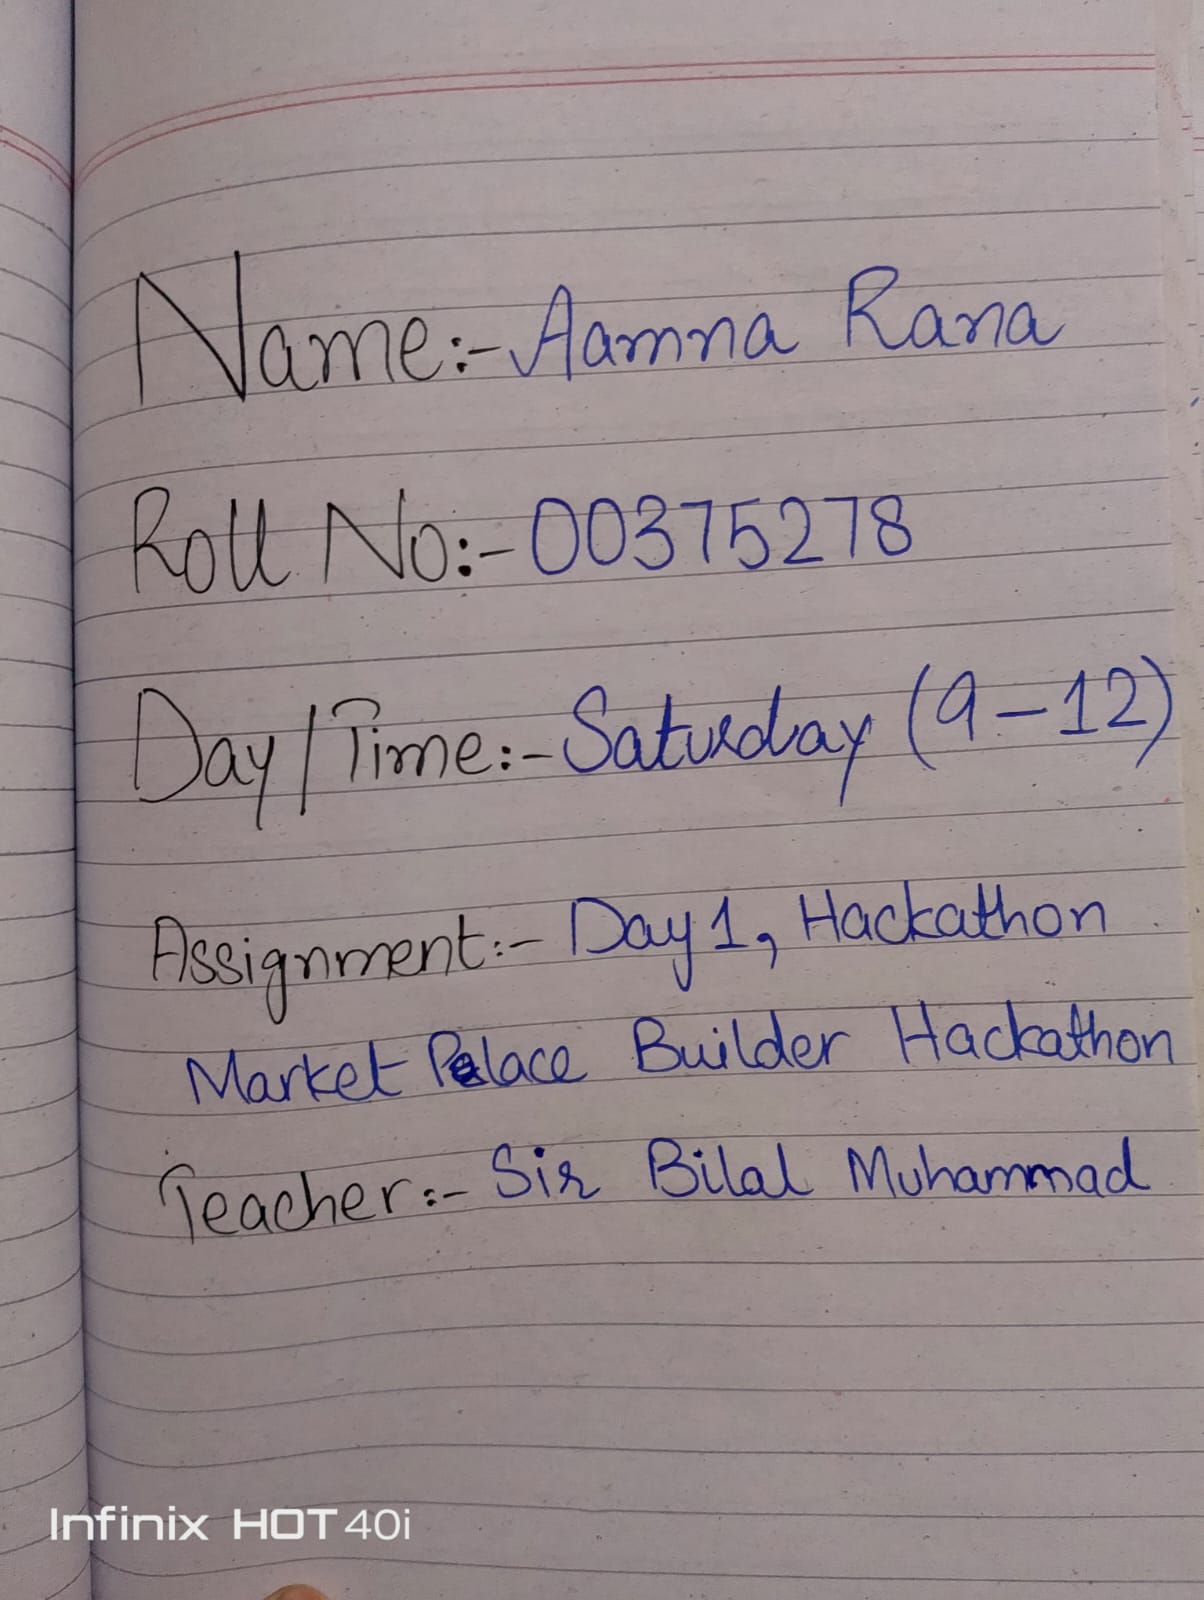 Name:- Aamna Rana
Roll No:- 00375278
Day/Time:- Saturday (9-12)
Assignment:- Day 1, Hackathon
Market Pelace Builder Hackathon
Teacher:- Sir Bilal Muhammad
Infinix HOT 40i